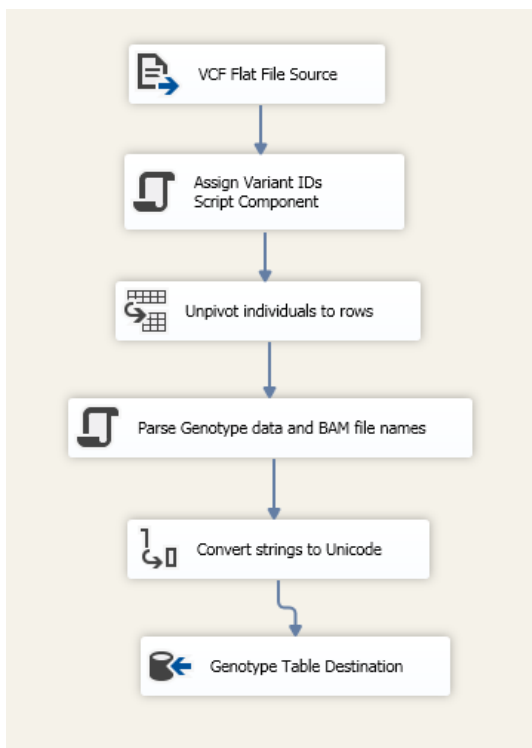 VCF Flat File Source
Assign Variant IDs
Script Component
Unpivot individuals to rows
Parse Genotype data and BAM file names
Convert strings to Unicode
Genotype Table Destination